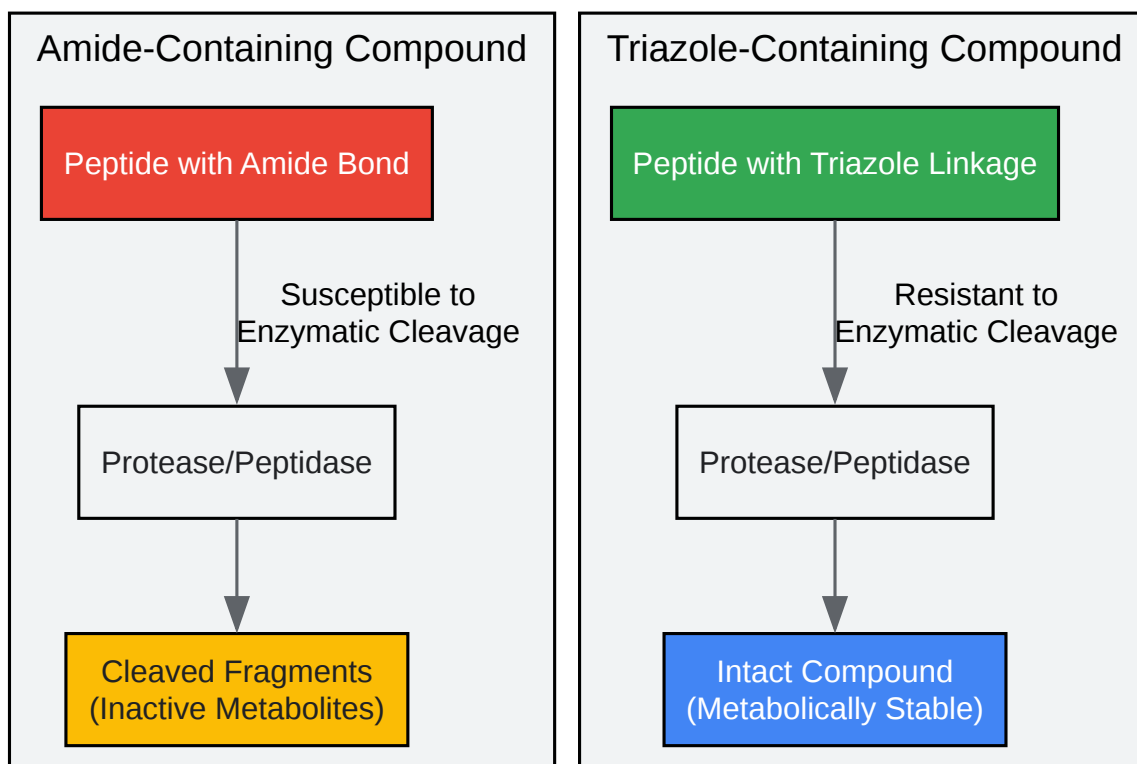 Amide-Containing Compound
Peptide with Amide Bond
Susceptible to
Enzymatic Cleavage
Protease/Peptidase
Cleaved Fragments
(Inactive Metabolites)
Triazole-Containing Compound
Peptide with Triazole Linkage
Resistant to
Enzymatic Cleavage
Protease/Peptidase
Intact Compound
(Metabolically Stable)